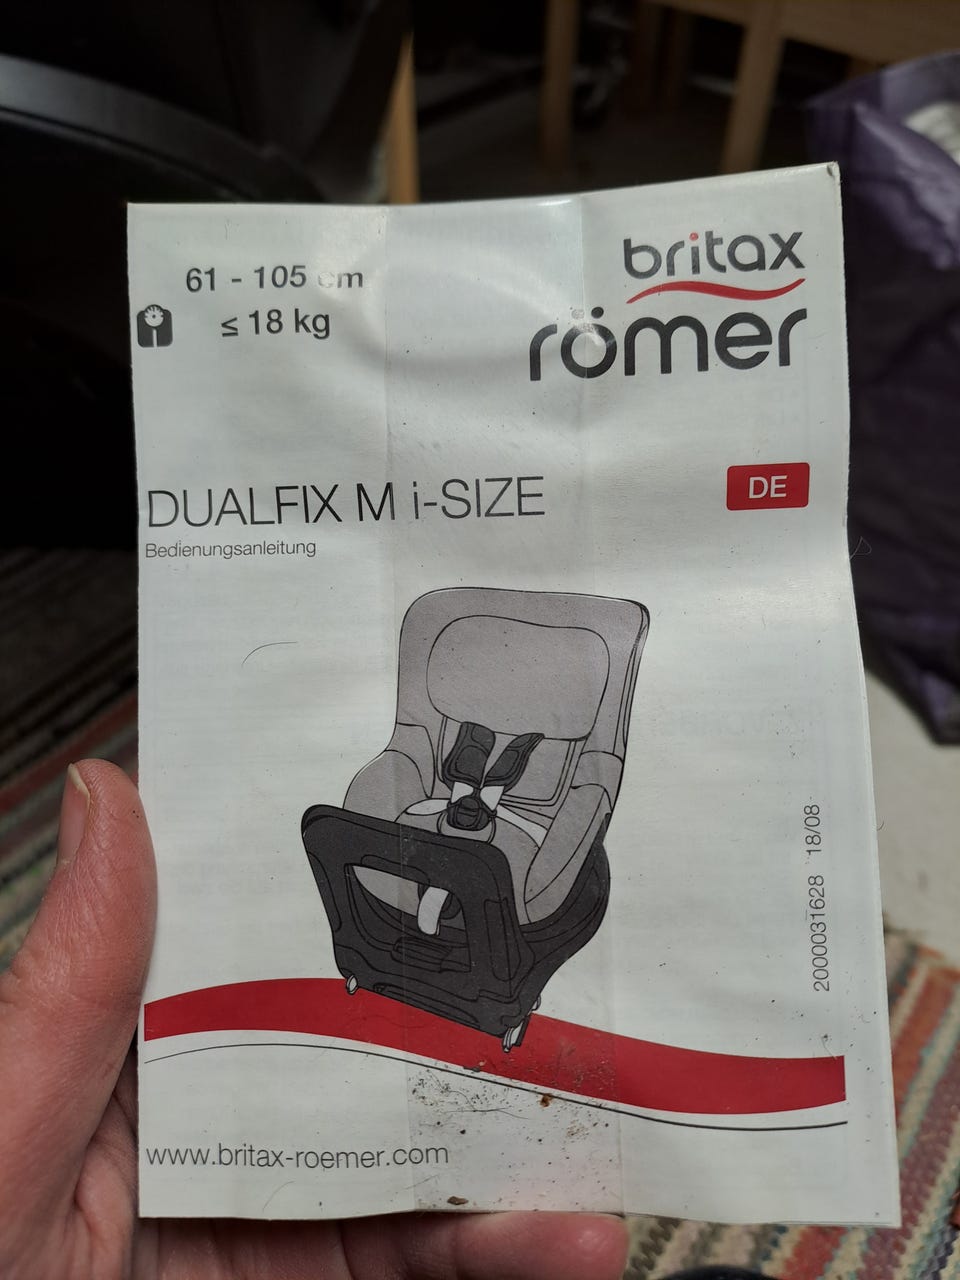 61 - 105 cm
≤ 18 kg
britax
römer
DUALFIX M i-SIZE
DE
Bedienungsanleitung
2000031628 18/08
www.britax-roemer.com